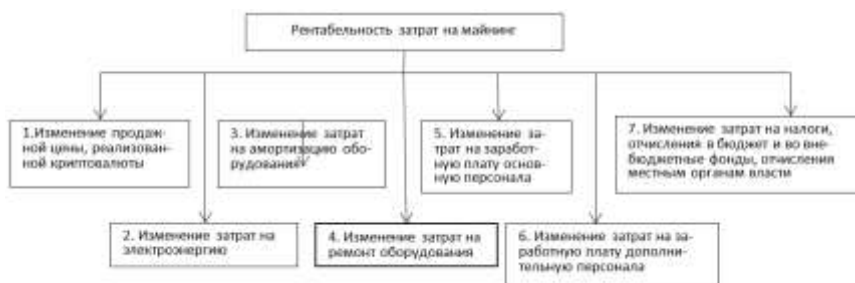 Рентабельность затрат на майнинг
1.Изменение продаж-
ной цены, реализован-
ной криптовалюты
3. Изменение затрат
на амортизацию обо-
рудования
5. Изменение за-
трат на заработ-
ную плату основ-
ную персонала
7. Изменение затрат на налоги,
отчисления в бюджет и во вне-
бюджетные фонды, отчисления
местным органам власти
2. Изменение затрат на
электроэнергию
4. Изменение затрат на
ремонт оборудования
6. Изменение затрат на за-
работную плату дополни-
тельную персонала